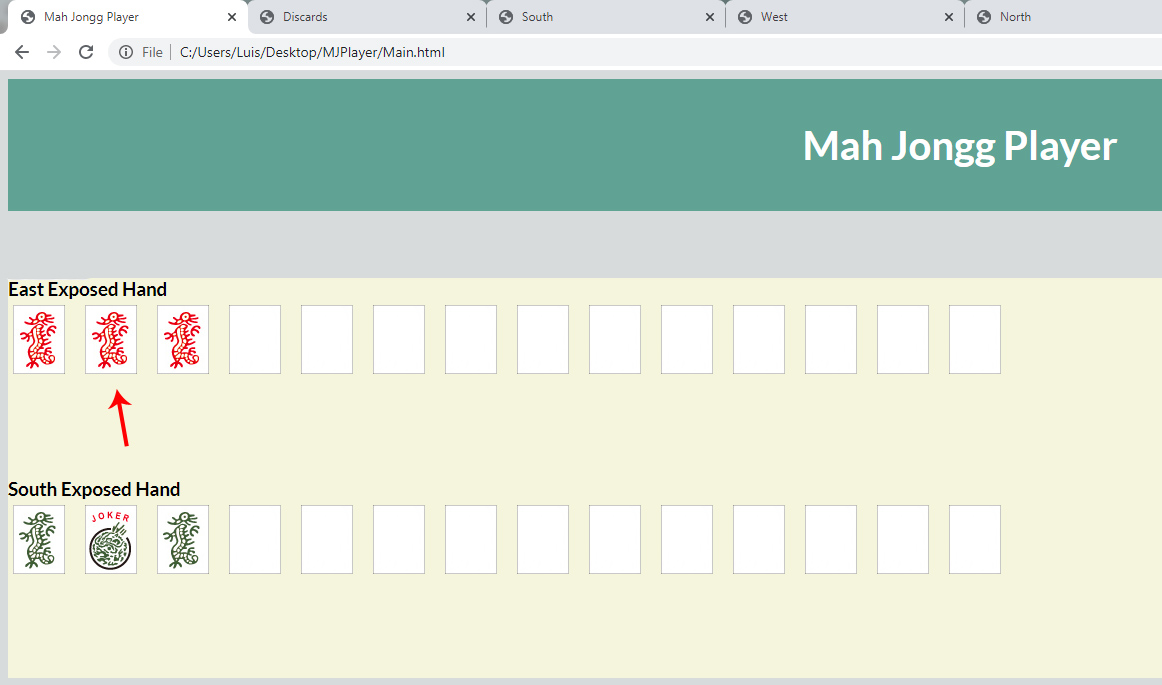 Mah Jongg Player
Discards
South
West
North
File
C:/Users/Luis/Desktop/MJPlayer/Main.html
Mah Jongg Player
East Exposed Hand
South Exposed Hand
JOKER